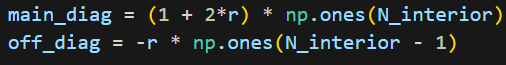 main_diag = (1 + 2*r) * np.ones(N_interior)
off_diag = -r * np.ones(N_interior - 1)